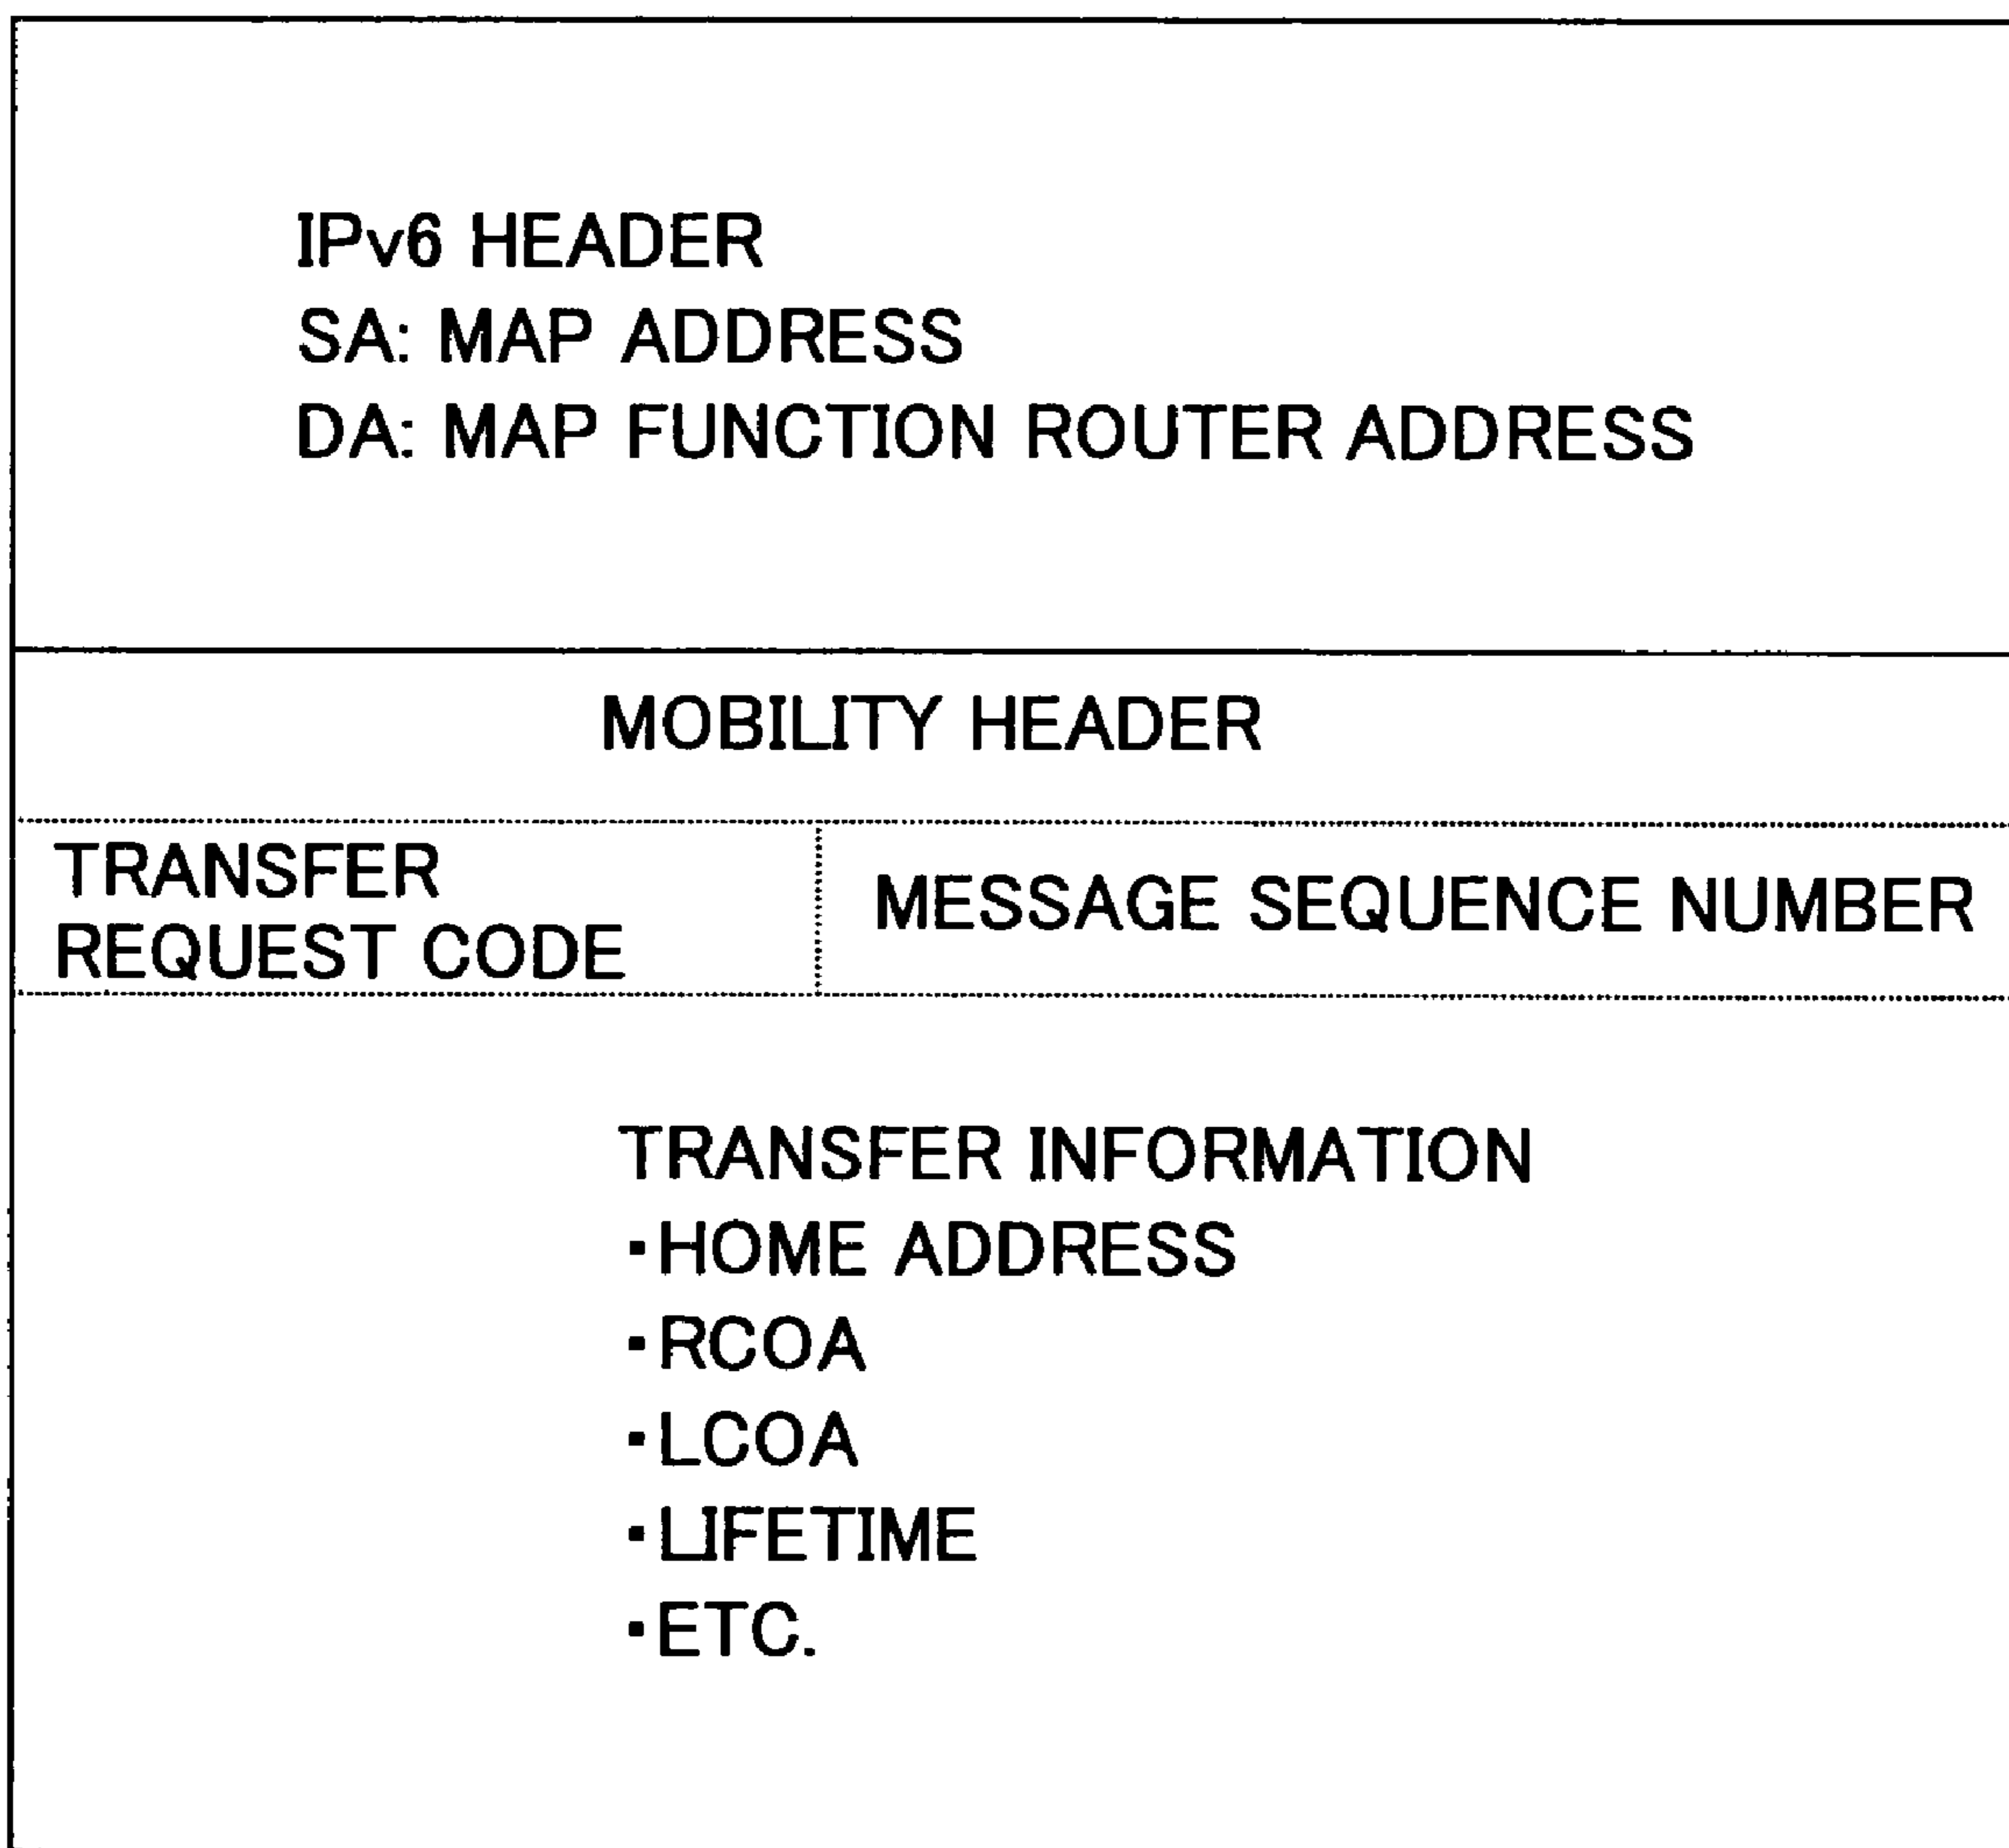 IPv6 HEADER
SA: MAP ADDRESS
DA: MAP FUNCTION ROUTER ADDRESS
MOBILITY HEADER
TRANSFER
REQUEST CODE
MESSAGE SEQUENCE NUMBER
TRANSFER INFORMATION
・HOME ADDRESS
・RCOA
・LCOA
・LIFETIME
・ETC.